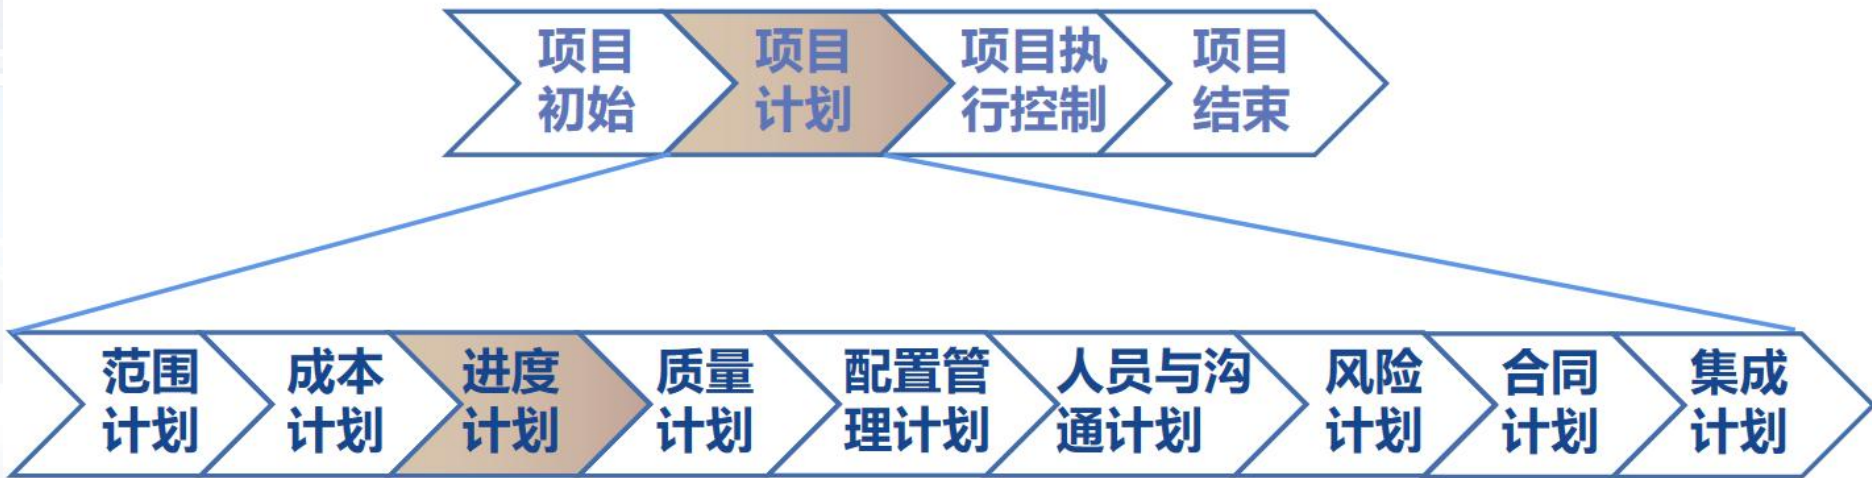 项目
初始
项目
计划
项目执
行控制
项目
结束
范围
计划
成本
计划
进度
计划
质量
计划
配置管
理计划
人员与沟
通计划
风险
计划
合同
计划
集成
计划